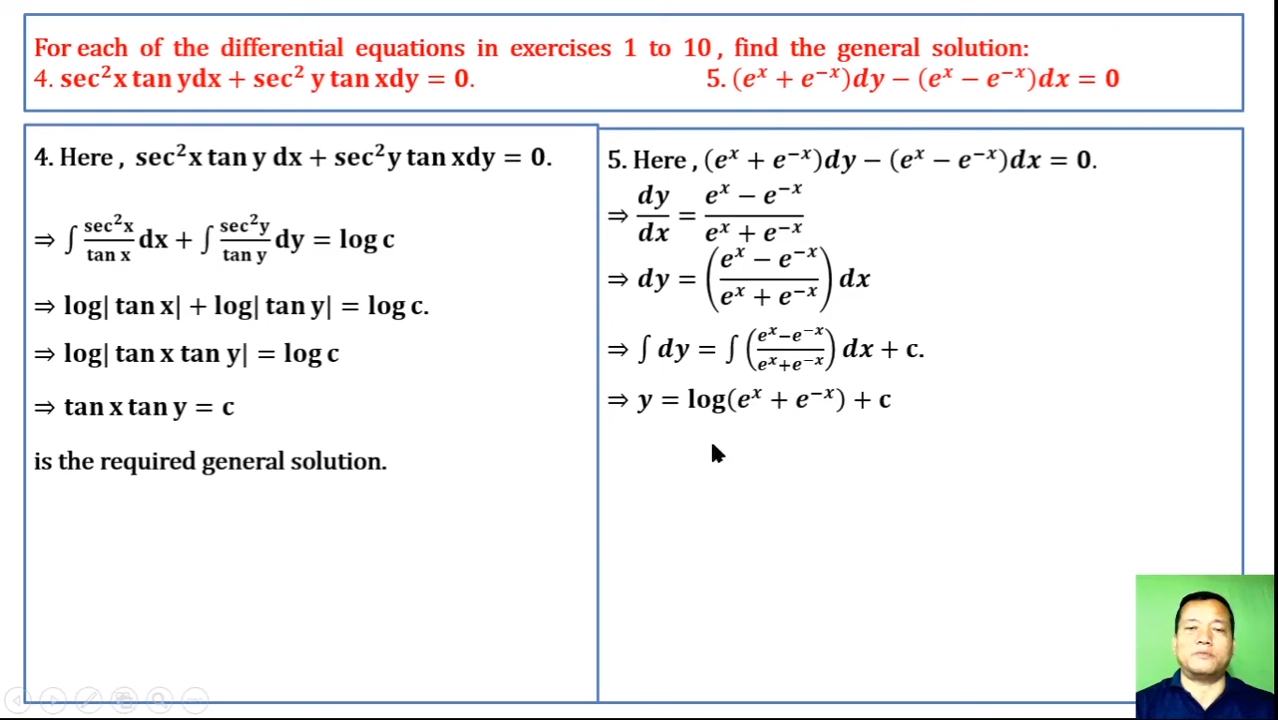 For each of the differential equations in exercises 1 to 10 , find the general solution:
4. sec²x tan ydx + sec² y tan xdy = 0. 5. (eˣ + e⁻ˣ)dy − (eˣ − e⁻ˣ)dx = 0
4. Here , sec²x tan y dx + sec²y tan xdy = 0.
⇒ ∫ sec²x/tan x dx + ∫ sec²y/tan y dy = log c
⇒ log| tan x| + log| tan y| = log c.
⇒ log| tan x tan y| = log c
⇒ tan x tan y = c
is the required general solution.
5. Here , (eˣ + e⁻ˣ)dy − (eˣ − e⁻ˣ)dx = 0.
⇒ dy/dx = (eˣ − e⁻ˣ)/(eˣ + e⁻ˣ)
⇒ dy = ((eˣ − e⁻ˣ)/(eˣ + e⁻ˣ)) dx
⇒ ∫ dy = ∫ ((eˣ−e⁻ˣ)/(eˣ+e⁻ˣ)) dx + c.
⇒ y = log(eˣ + e⁻ˣ) + c